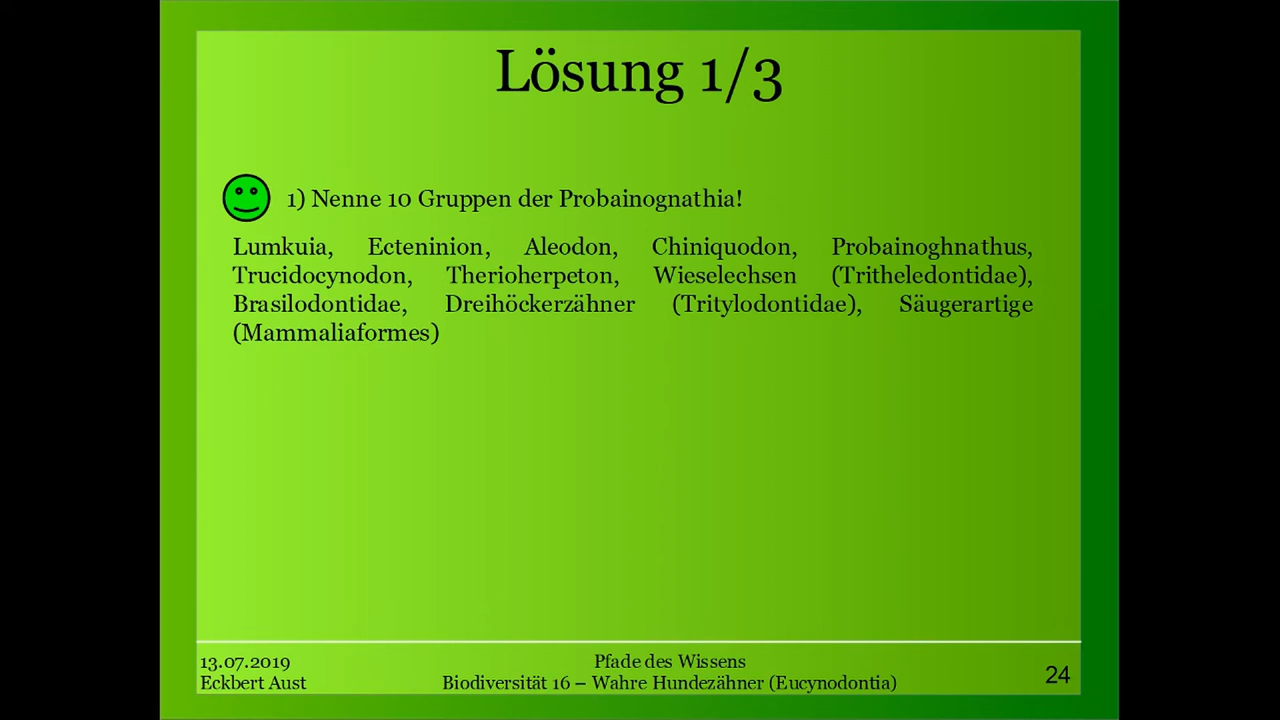 Lösung 1/3
1) Nenne 10 Gruppen der Probainognathia!
Lumkuia, Ecteninion, Aleodon, Chiniquodon, Probainoghnathus,
Trucidocynodon, Therioherpeton, Wieselechsen (Tritheledontidae),
Brasilodontidae, Dreihöckerzähner (Tritylodontidae), Säugerartige
(Mammaliaformes)
13.07.2019
Eckbert Aust
Pfade des Wissens
Biodiversität 16 – Wahre Hundezähner (Eucynodontia)
24